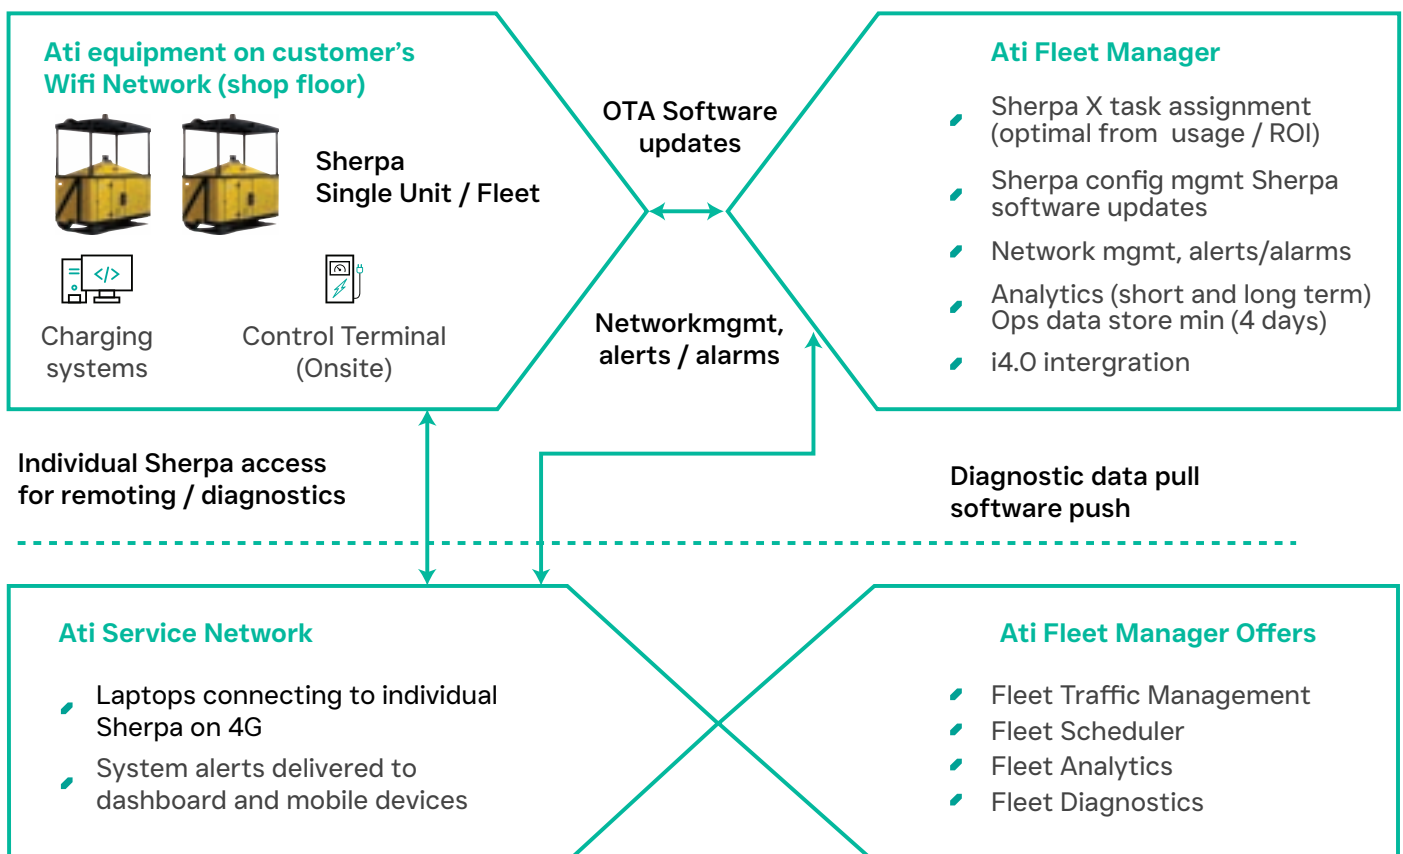 Ati equipment on customer's
Wifi Network (shop floor)
Sherpa
Single Unit / Fleet
</>
Charging
systems
Control Terminal
(Onsite)
OTA Software
updates
Networkmgmt,
alerts / alarms
Ati Fleet Manager
Sherpa X task assignment
(optimal from usage / ROI)
Sherpa config mgmt Sherpa
software updates
Network mgmt, alerts/alarms
Analytics (short and long term)
Ops data store min (4 days)
i4.0 intergration
Individual Sherpa access
for remoting / diagnostics
Diagnostic data pull
software push
Ati Service Network
Laptops connecting to individual
Sherpa on 4G
System alerts delivered to
dashboard and mobile devices
Ati Fleet Manager Offers
Fleet Traffic Management
Fleet Scheduler
Fleet Analytics
Fleet Diagnostics